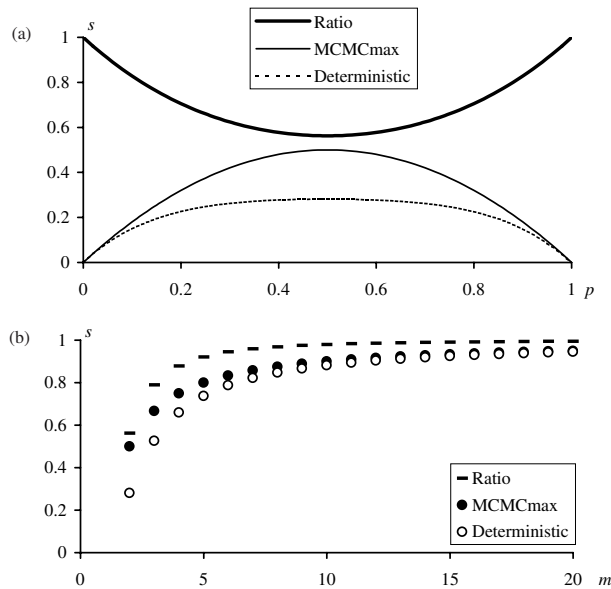 (a)
s
Ratio
MCMCmax
Deterministic
1
0.8
0.6
0.4
0.2
0
0 0.2 0.4 0.6 0.8 1 p
(b)
s
1
0.8
0.6
0.4
0.2
0
Ratio
MCMCmax
Deterministic
0 5 10 15 20 m